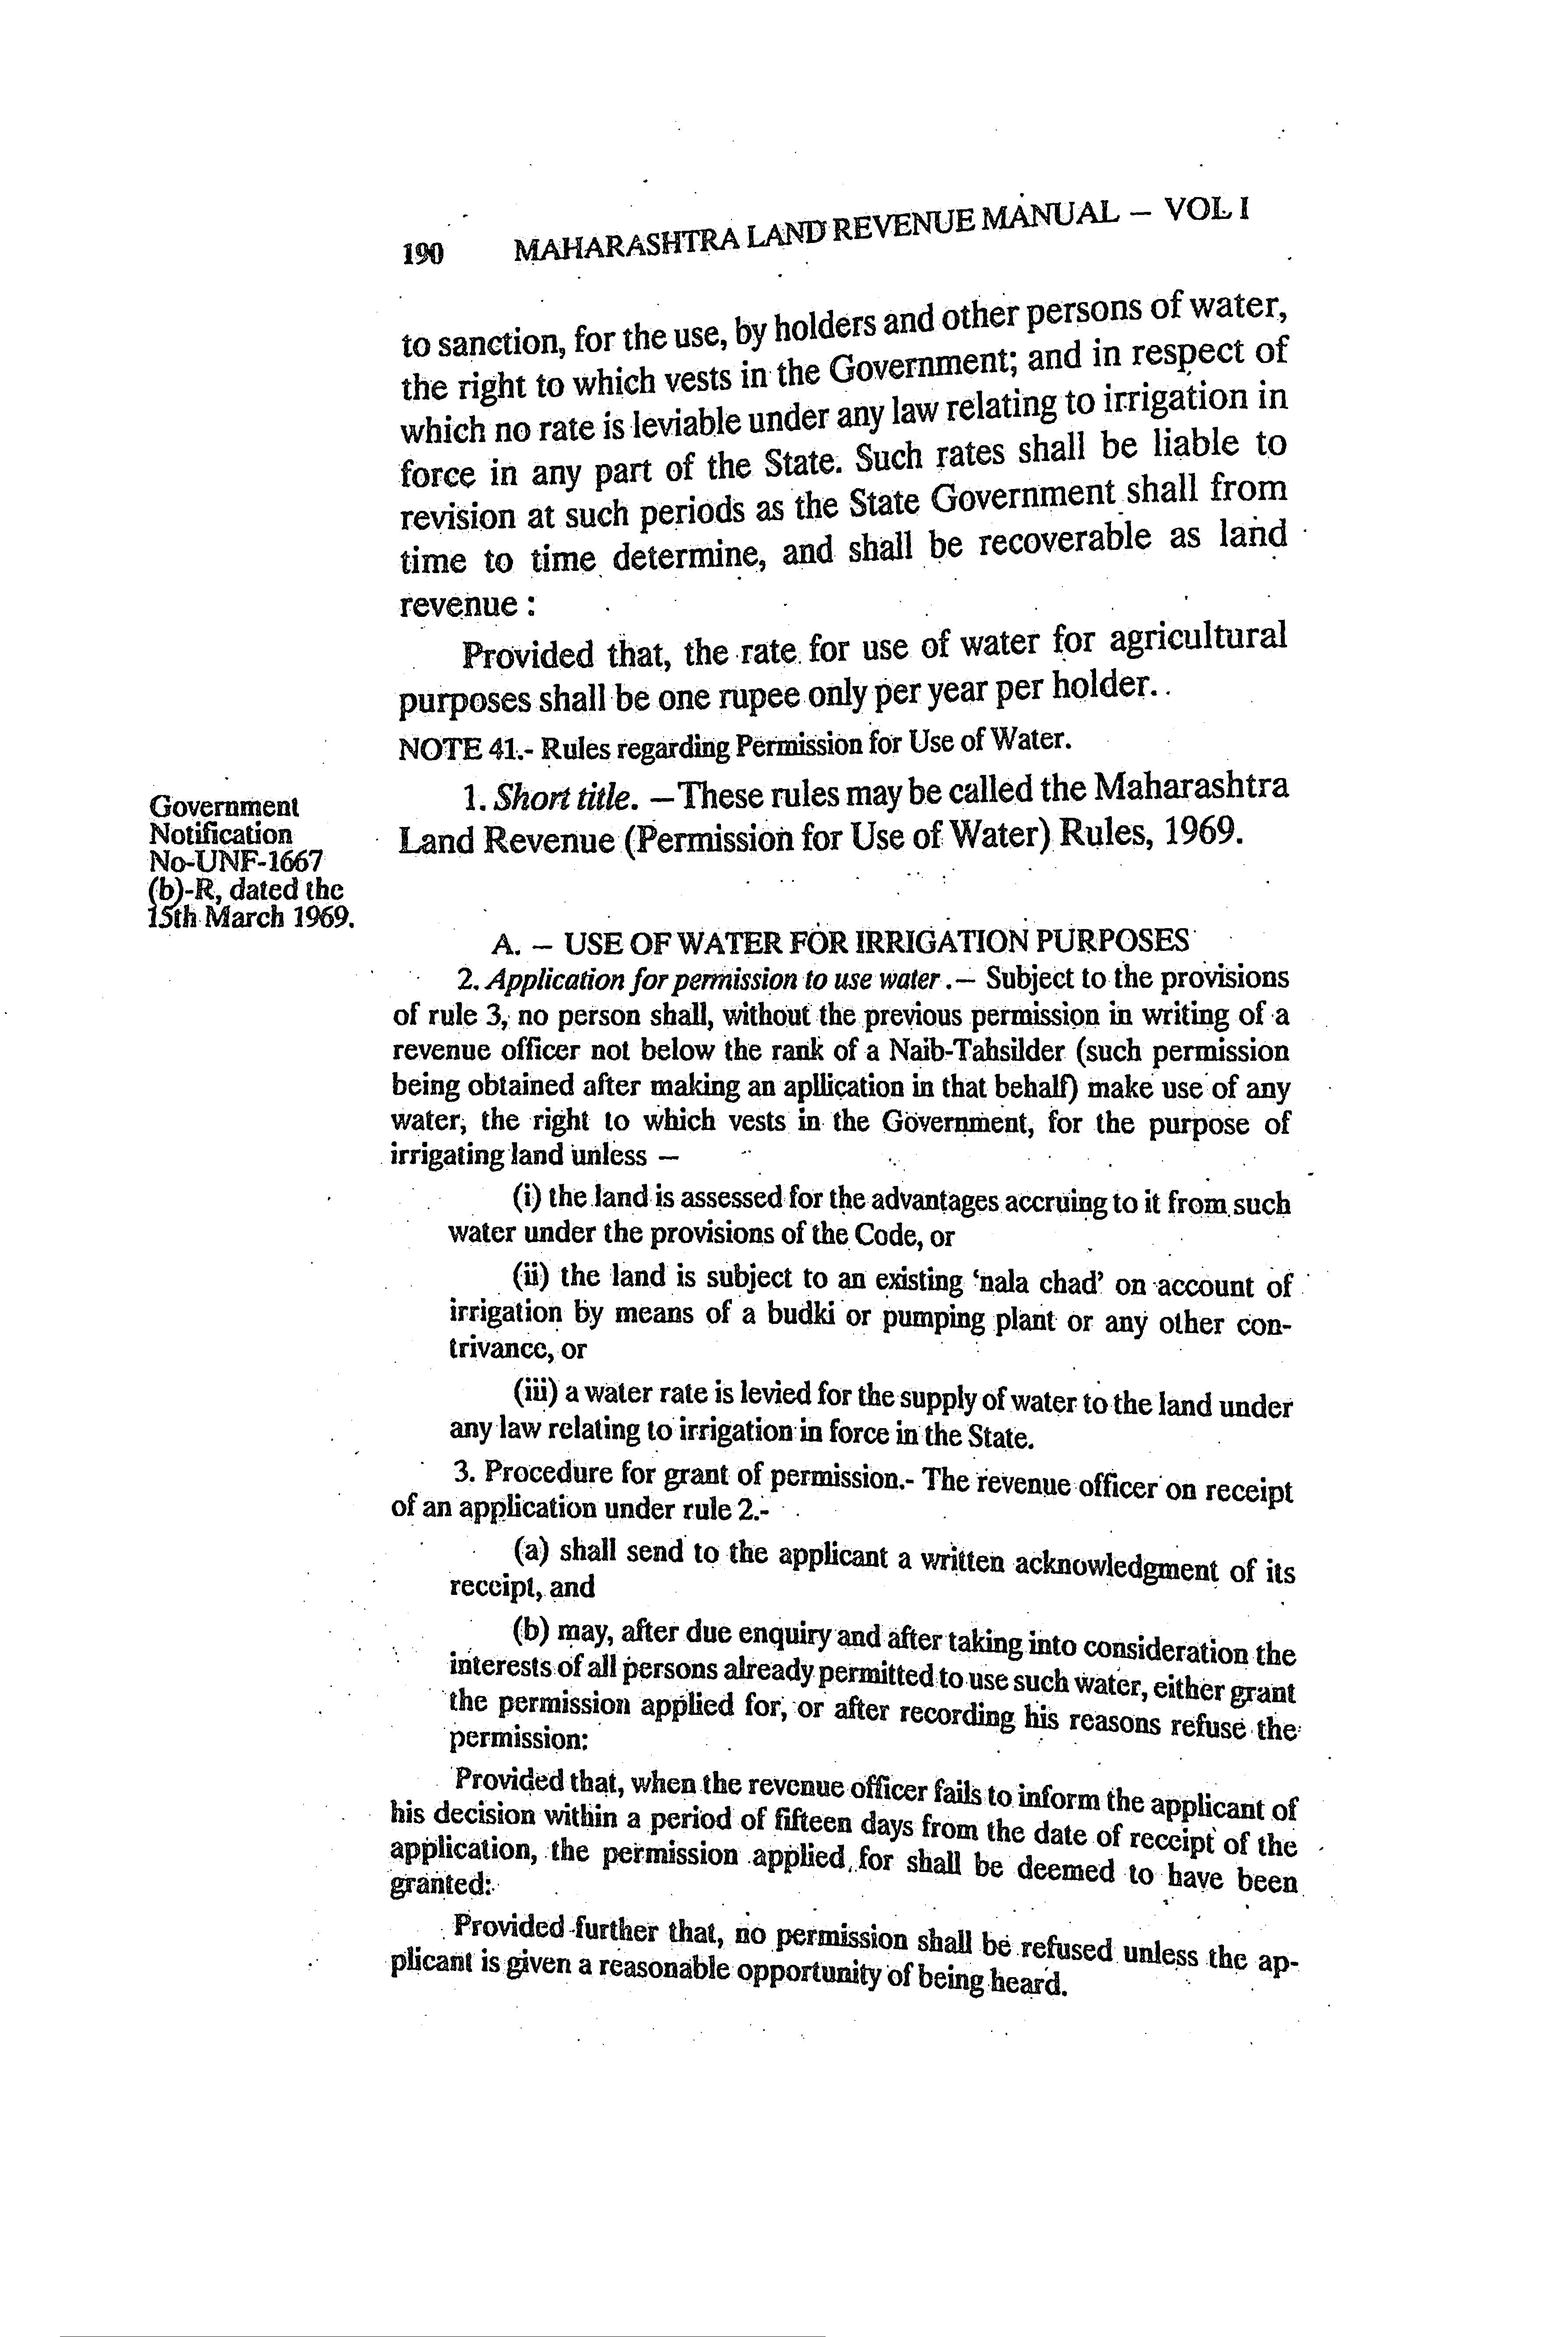 190 MAHARASHTRA LAND REVENUE MANUAL – VOL I
to sanction, for the use, by holders and other persons of water,
the right to which vests in the Government; and in respect of
which no rate is leviable under any law relating to irrigation in
force in any part of the State. Such rates shall be liable to
revision at such periods as the State Government shall from
time to time determine, and shall be recoverable as land
revenue :
Provided that, the rate for use of water for agricultural
purposes shall be one rupee only per year per holder..
NOTE 41.- Rules regarding Permission for Use of Water.
Government
Notification
No-UNF-1667
(b)-R, dated the
15th March 1969.
1. Short title. —These rules may be called the Maharashtra
Land Revenue (Permission for Use of Water) Rules, 1969.
A. – USE OF WATER FOR IRRIGATION PURPOSES
2. Application for permission to use water .— Subject to the provisions
of rule 3, no person shall, without the previous permission in writing of a
revenue officer not below the rank of a Naib-Tahsilder (such permission
being obtained after making an apllication in that behalf) make use of any
water, the right to which vests in the Government, for the purpose of
irrigating land unless —
(i) the land is assessed for the advantages accruing to it from such
water under the provisions of the Code, or
(ii) the land is subject to an existing ‘nala chad’ on account of
irrigation by means of a budki or pumping plant or any other con-
trivance, or
(iii) a water rate is levied for the supply of water to the land under
any law relating to irrigation in force in the State.
3. Procedure for grant of permission.- The revenue officer on receipt
of an application under rule 2.-
(a) shall send to the applicant a written acknowledgment of its
receipt, and
(b) may, after due enquiry and after taking into consideration the
interests of all persons already permitted to use such water, either grant
the permission applied for, or after recording his reasons refuse the
permission:
Provided that, when the revenue officer fails to inform the applicant of
his decision within a period of fifteen days from the date of receipt of the
application, the permission applied for shall be deemed to have been
granted:
Provided further that, no permission shall be refused unless the ap-
plicant is given a reasonable opportunity of being heard.